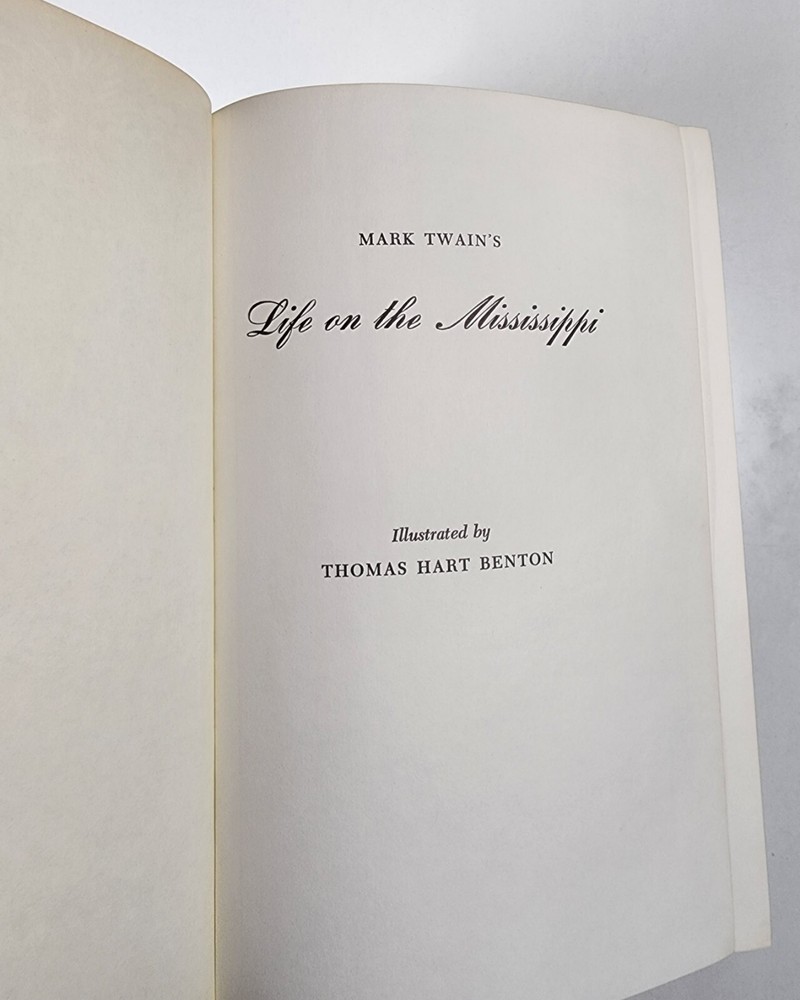 MARK TWAIN'S
Life on the Mississippi
Illustrated by
THOMAS HART BENTON